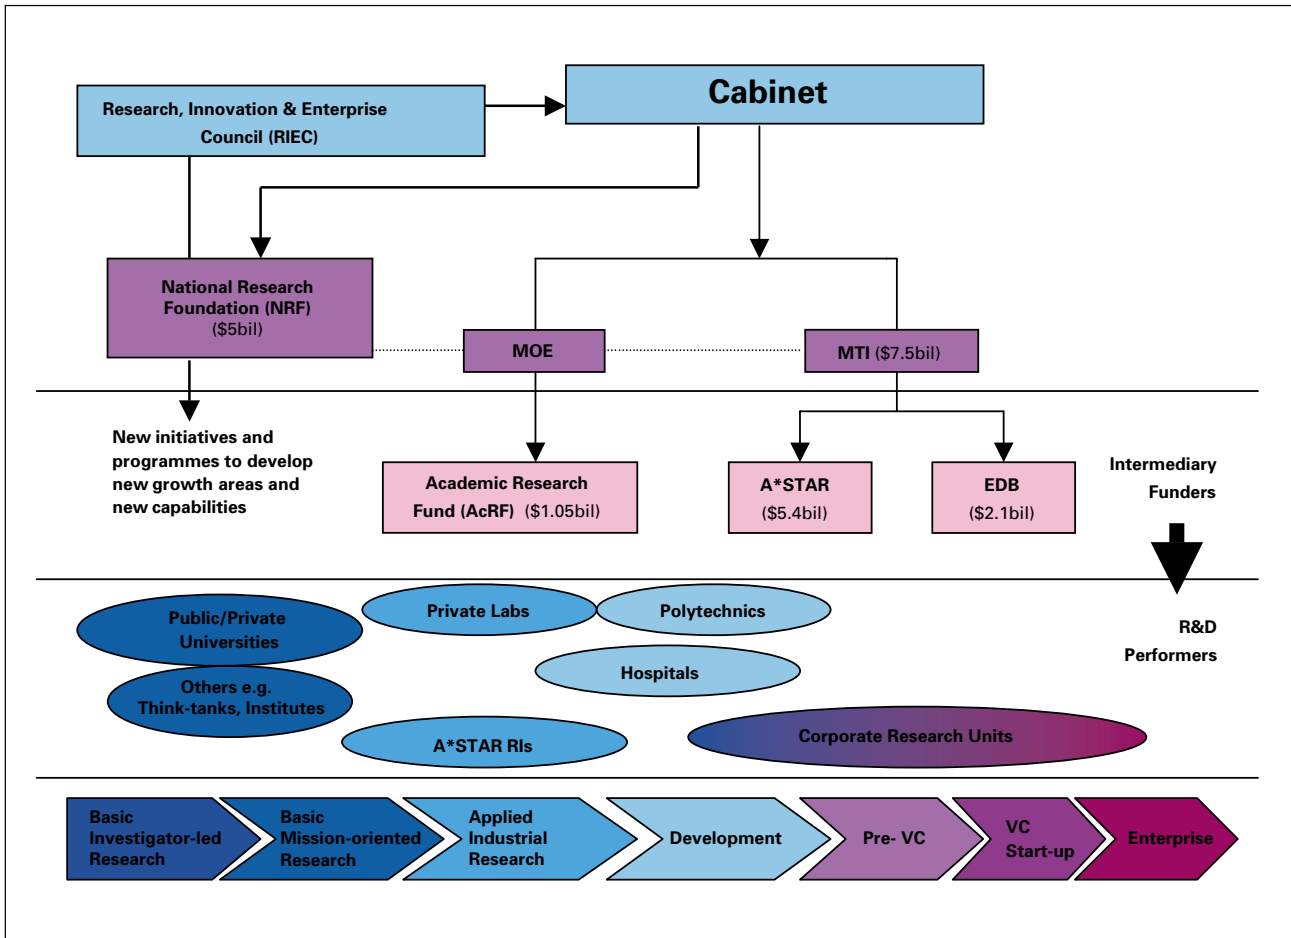 Cabinet
Research, Innovation & Enterprise
Council (RIEC)
National Research
Foundation (NRF)
($5bil)
MOE
MTI ($7.5bil)
New initiatives and
programmes to develop
new growth areas and
new capabilities
Academic Research
Fund (AcRF) ($1.05bil)
A*STAR
($5.4bil)
EDB
($2.1bil)
Intermediary
Funders
Public/Private
Universities
Private Labs
Polytechnics
R&D
Performers
Hospitals
Others e.g.
Think-tanks, Institutes
A*STAR RIs
Corporate Research Units
Basic
Investigator-led
Research
Basic
Mission-oriented
Research
Applied
Industrial
Research
Development
Pre- VC
VC
Start-up
Enterprise